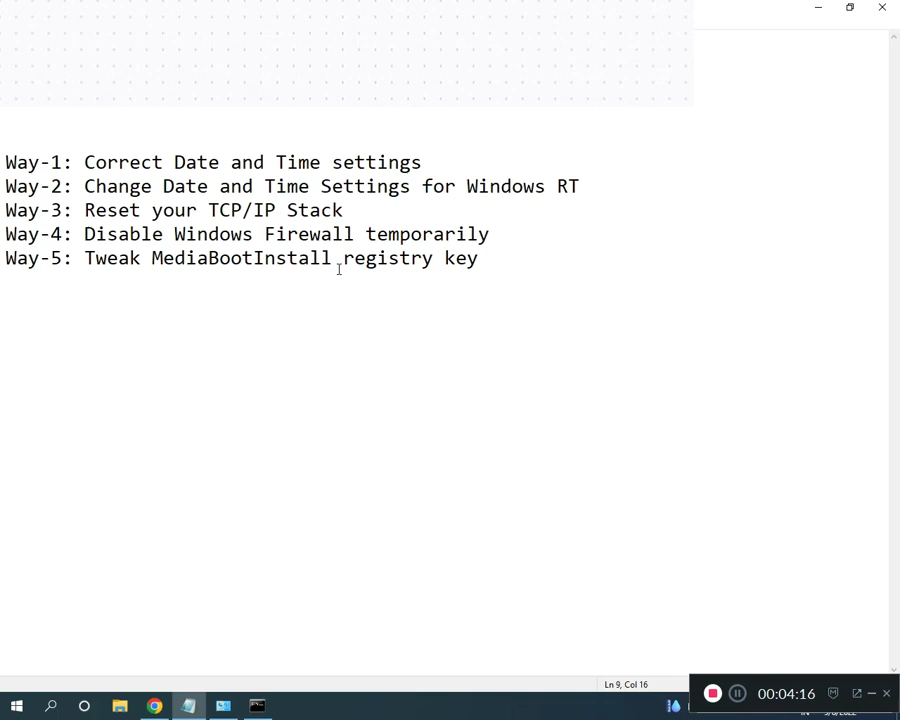 Way-1: Correct Date and Time settings
Way-2: Change Date and Time Settings for Windows RT
Way-3: Reset your TCP/IP Stack
Way-4: Disable Windows Firewall temporarily
Way-5: Tweak MediaBootInstall registry key
Ln 9, Col 16
00:04:16